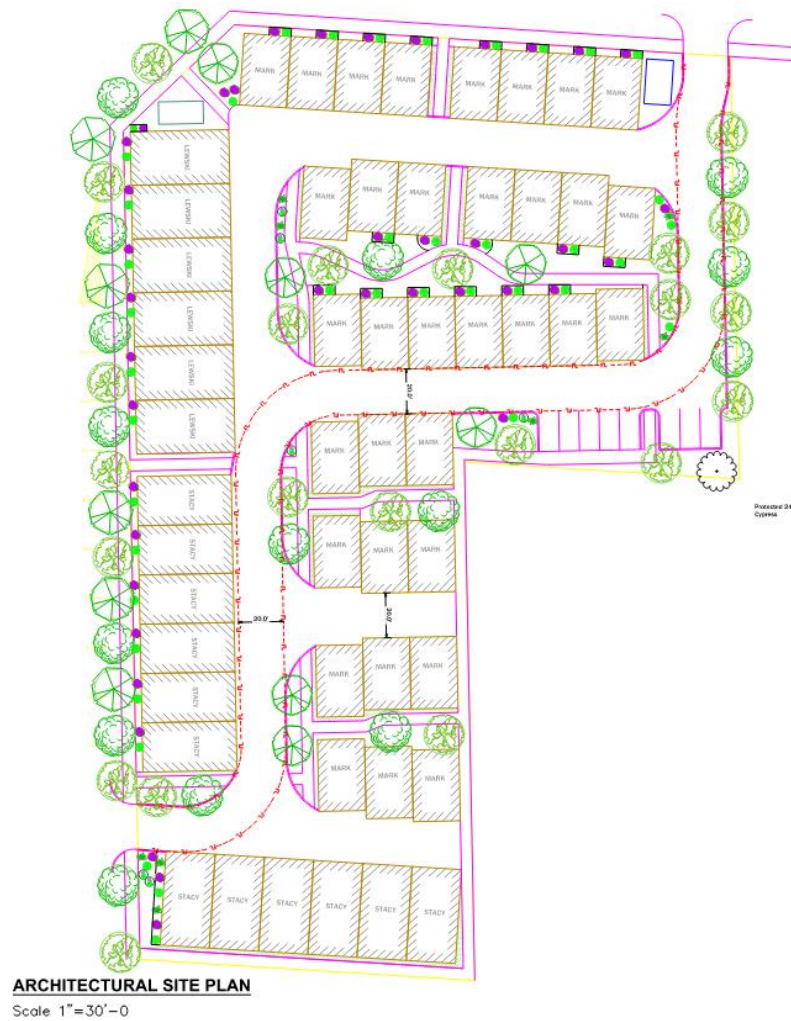 MARK MARK MARK MARK MARK MARK MARK MARK
LEWSKI
MARK MARK MARK MARK MARK MARK MARK
LEWSKI
LEWSKI
LEWSKI
MARK MARK MARK MARK MARK MARK MARK
LEWSKI
20.0'
LEWSKI
MARK MARK MARK
STACY
Protected 24
Cypress
STACY
MARK MARK MARK
STACY
20.0'
20.0'
STACY
STACY
MARK MARK MARK
STACY
MARK MARK MARK
STACY STACY STACY STACY STACY STACY
ARCHITECTURAL SITE PLAN
Scale 1"=30'-0